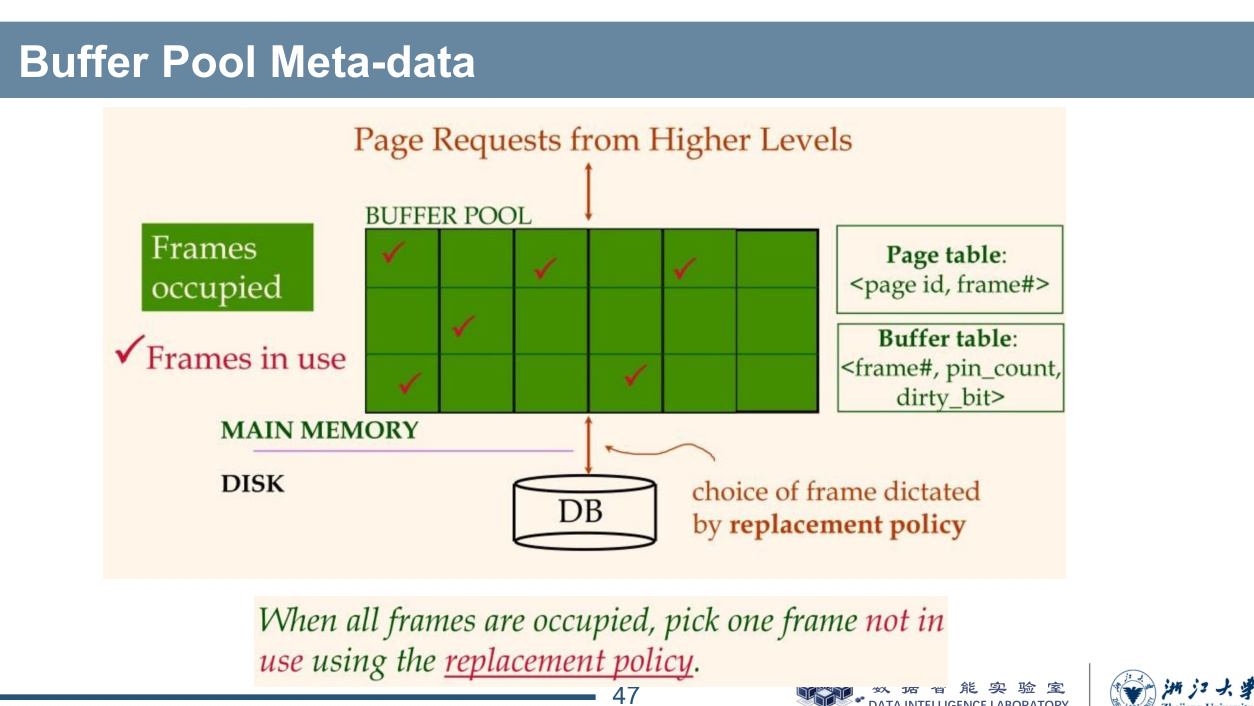 Buffer Pool Meta-data
Page Requests from Higher Levels
BUFFER POOL
Frames
occupied
Frames in use
Page table:
<page id, frame#>
Buffer table:
<frame#, pin_count,
dirty_bit>
MAIN MEMORY
DISK
DB
choice of frame dictated
by replacement policy
When all frames are occupied, pick one frame not in
use using the replacement policy.
47
数据智能实验室
DATA INTELLIGENCE LABORATORY
浙江大学